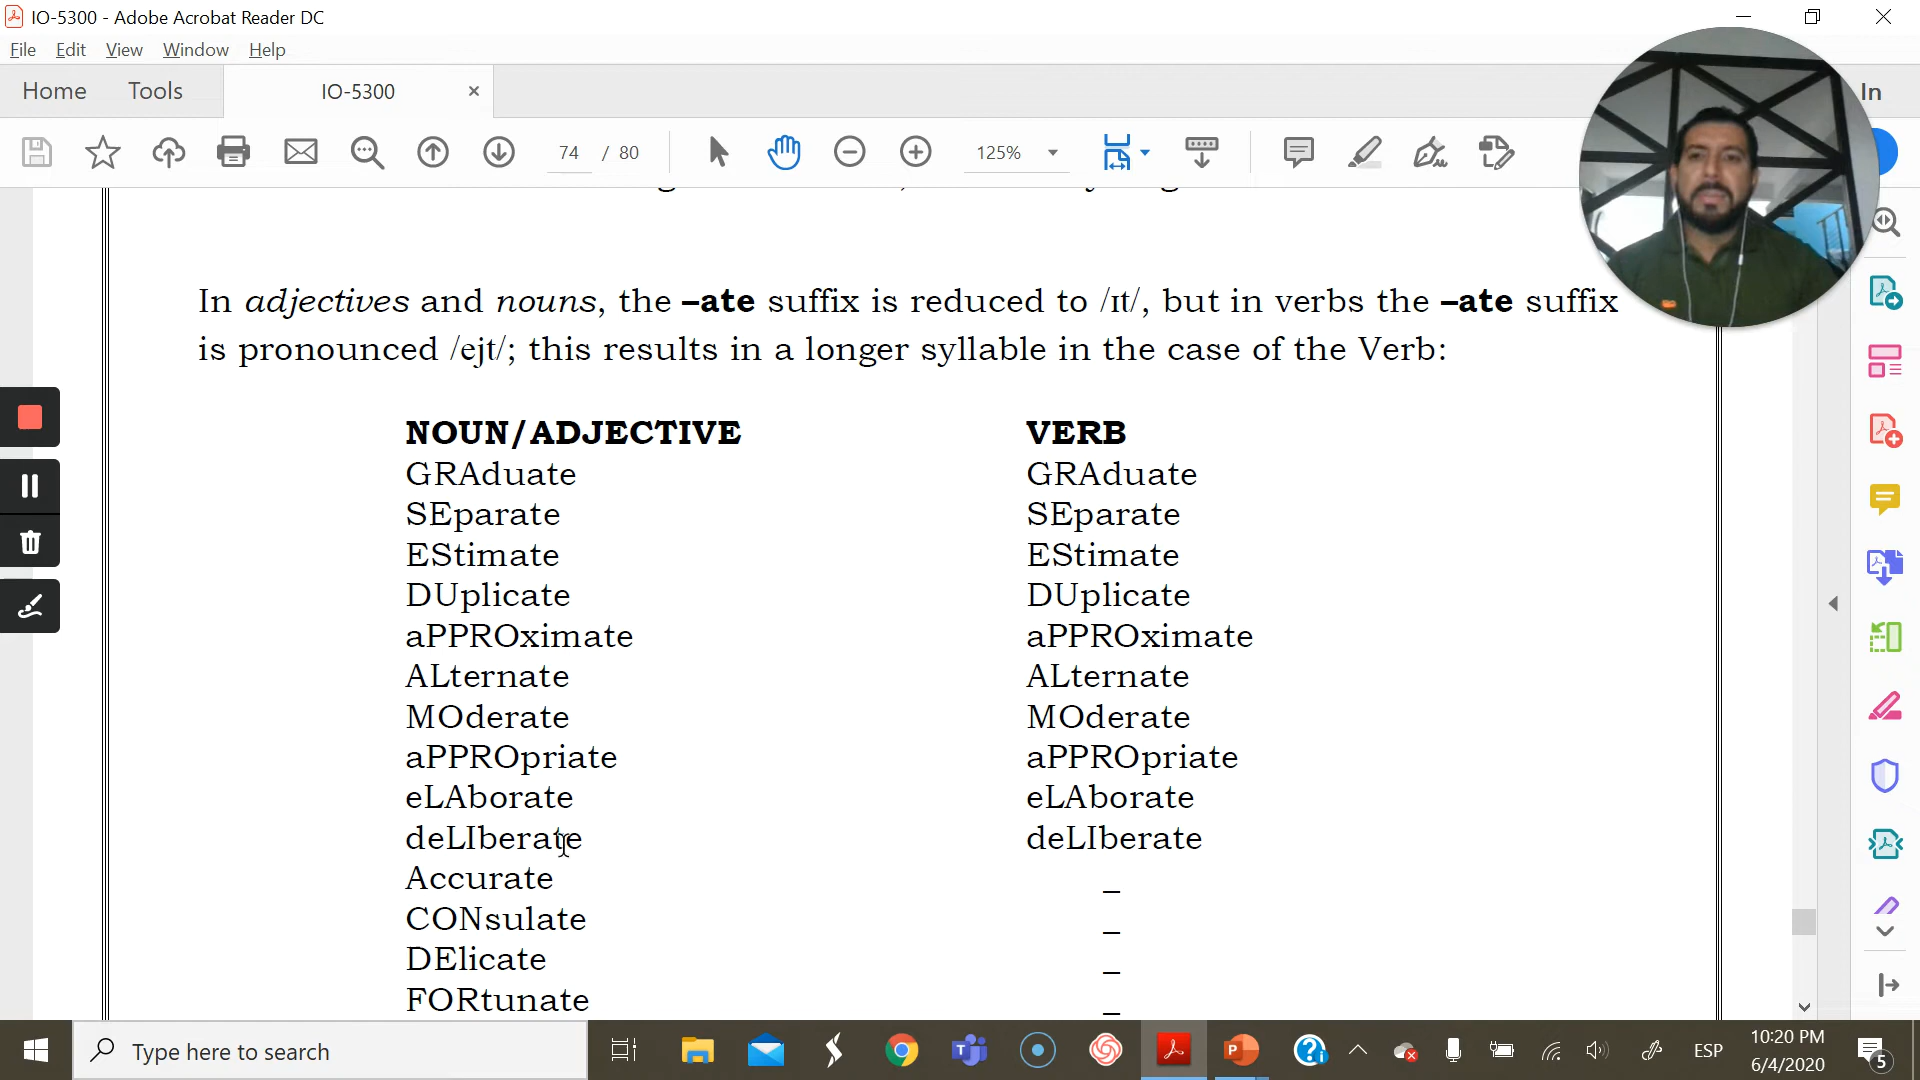 IO-5300 - Adobe Acrobat Reader DC
File Edit View Window Help
Home Tools IO-5300 × In
74 / 80 125%
In adjectives and nouns, the –ate suffix is reduced to /ɪt/, but in verbs the –ate suffix
is pronounced /ejt/; this results in a longer syllable in the case of the Verb:
NOUN/ADJECTIVE VERB
GRAduate GRAduate
SEparate SEparate
EStimate EStimate
DUplicate DUplicate
aPPROximate aPPROximate
ALternate ALternate
MOderate MOderate
aPPROpriate aPPROpriate
eLAborate eLAborate
deLIberate deLIberate
Accurate –
CONsulate –
DElicate –
FORtunate –
Type here to search
ESP
10:20 PM
6/4/2020
5